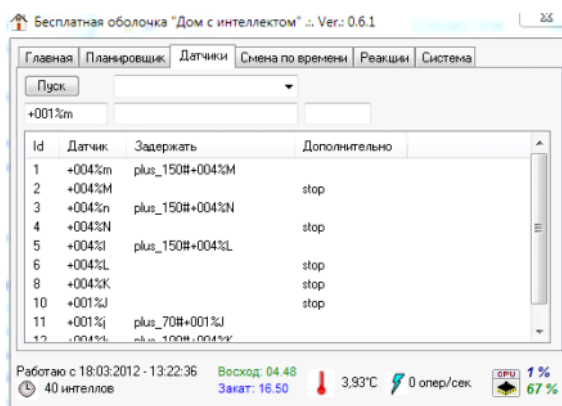 Бесплатная оболочка "Дом с интеллектом" .:. Ver.: 0.6.1
Главная Планировщик Датчики Смена по времени Реакции Система
Пуск
+001%m
Id Датчик Задержать Дополнительно
1 +004%m plus_150#+004%M
2 +004%M stop
3 +004%n plus_150#+004%N
4 +004%N stop
5 +004%l plus_150#+004%L
6 +004%L stop
8 +004%K stop
10 +001%J stop
11 +001%j plus_70#+001%J
12 +004%k plus_100#+004%K
Работаю с 18:03:2012 - 13:22:36 Восход: 04.48 3,93°C 0 опер/сек CPU 1 %
40 интеллов Закат: 16.50 67 %